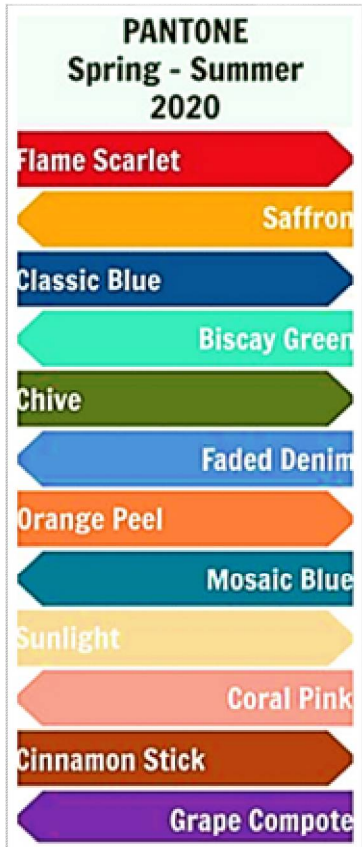 PANTONE
Spring - Summer
2020
Flame Scarlet
Saffron
Classic Blue
Biscay Green
Chive
Faded Denim
Orange Peel
Mosaic Blue
Sunlight
Coral Pink
Cinnamon Stick
Grape Compote